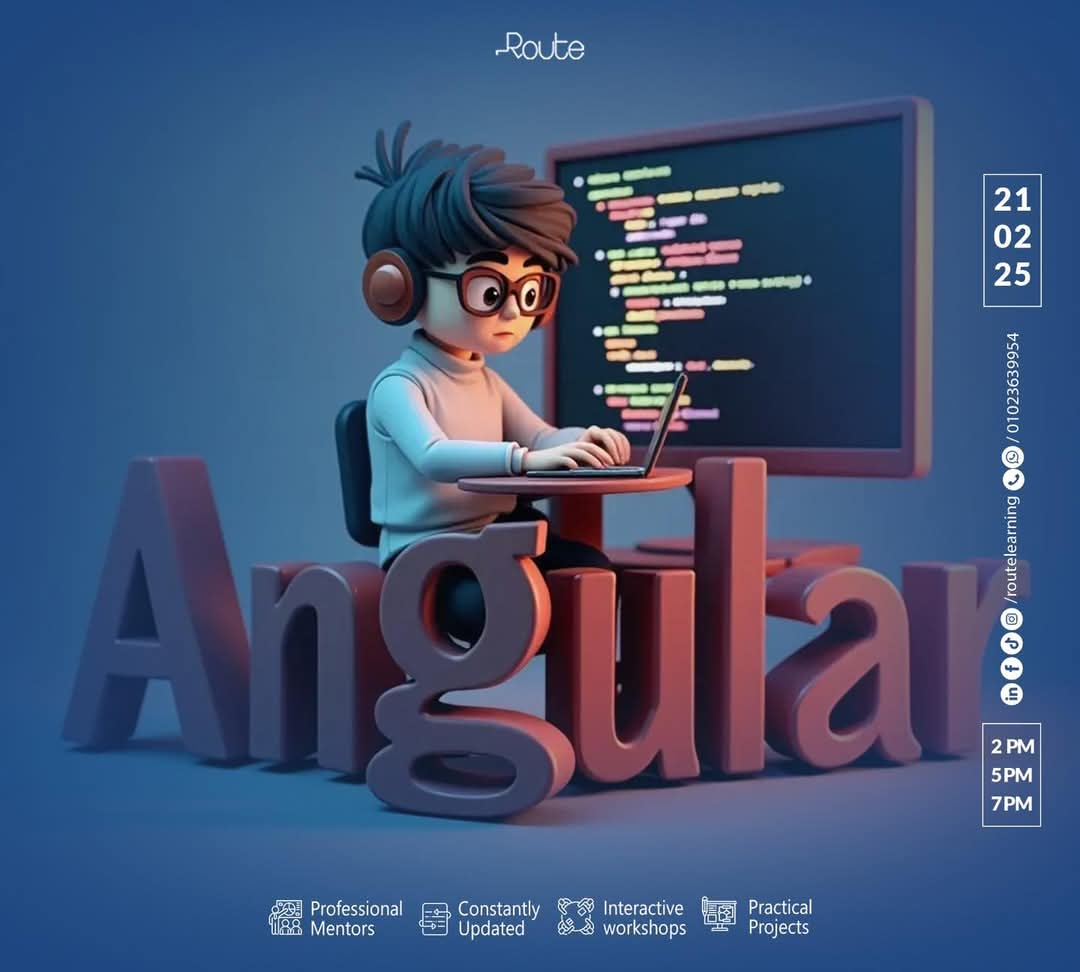 Route
21
02
25
/ 01023639954
/routelearning
Angular
2 PM
5PM
7PM
Professional
Mentors
Constantly
Updated
Interactive
workshops
Practical
Projects